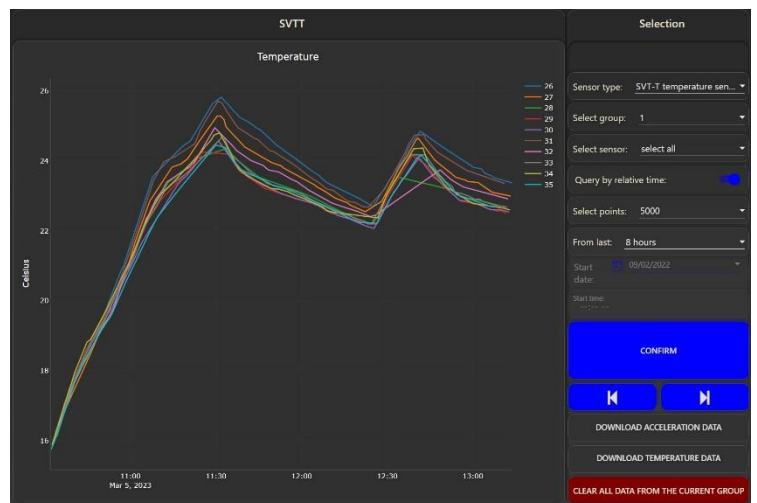 SVTT
Temperature
Celsius
26
24
22
20
18
16
11:00
Mar 5, 2023
11:30
12:00
12:30
13:00
26
27
28
29
30
31
32
33
34
35
Selection
Sensor type: SVT-T temperature sen...
Select group: 1
Select sensor: select all
Query by relative time:
Select points: 5000
From last: 8 hours
Start date: 09/02/2022
Start time:
--:-- --
CONFIRM
DOWNLOAD ACCELERATION DATA
DOWNLOAD TEMPERATURE DATA
CLEAR ALL DATA FROM THE CURRENT GROUP